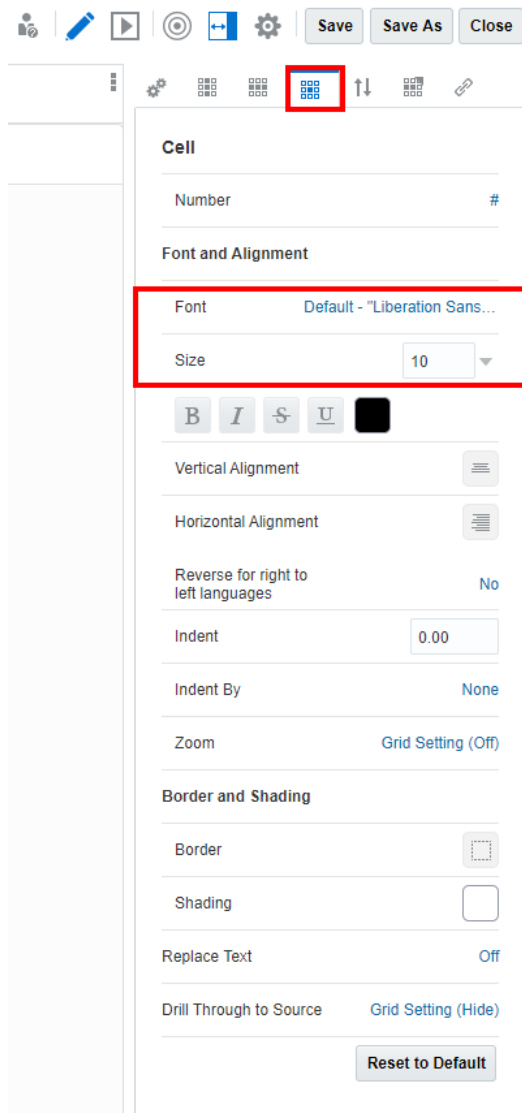 Save Save As Close
Cell
Number #
Font and Alignment
Font Default - "Liberation Sans...
Size 10
B I S U
Vertical Alignment
Horizontal Alignment
Reverse for right to
left languages No
Indent 0.00
Indent By None
Zoom Grid Setting (Off)
Border and Shading
Border
Shading
Replace Text Off
Drill Through to Source Grid Setting (Hide)
Reset to Default